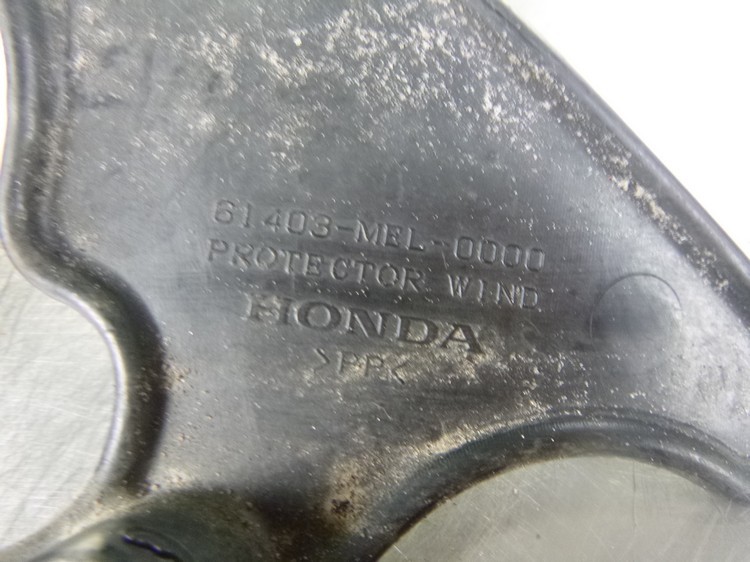 61403-MEL-0000
PROTECTOR WIND
HONDA
>PP<